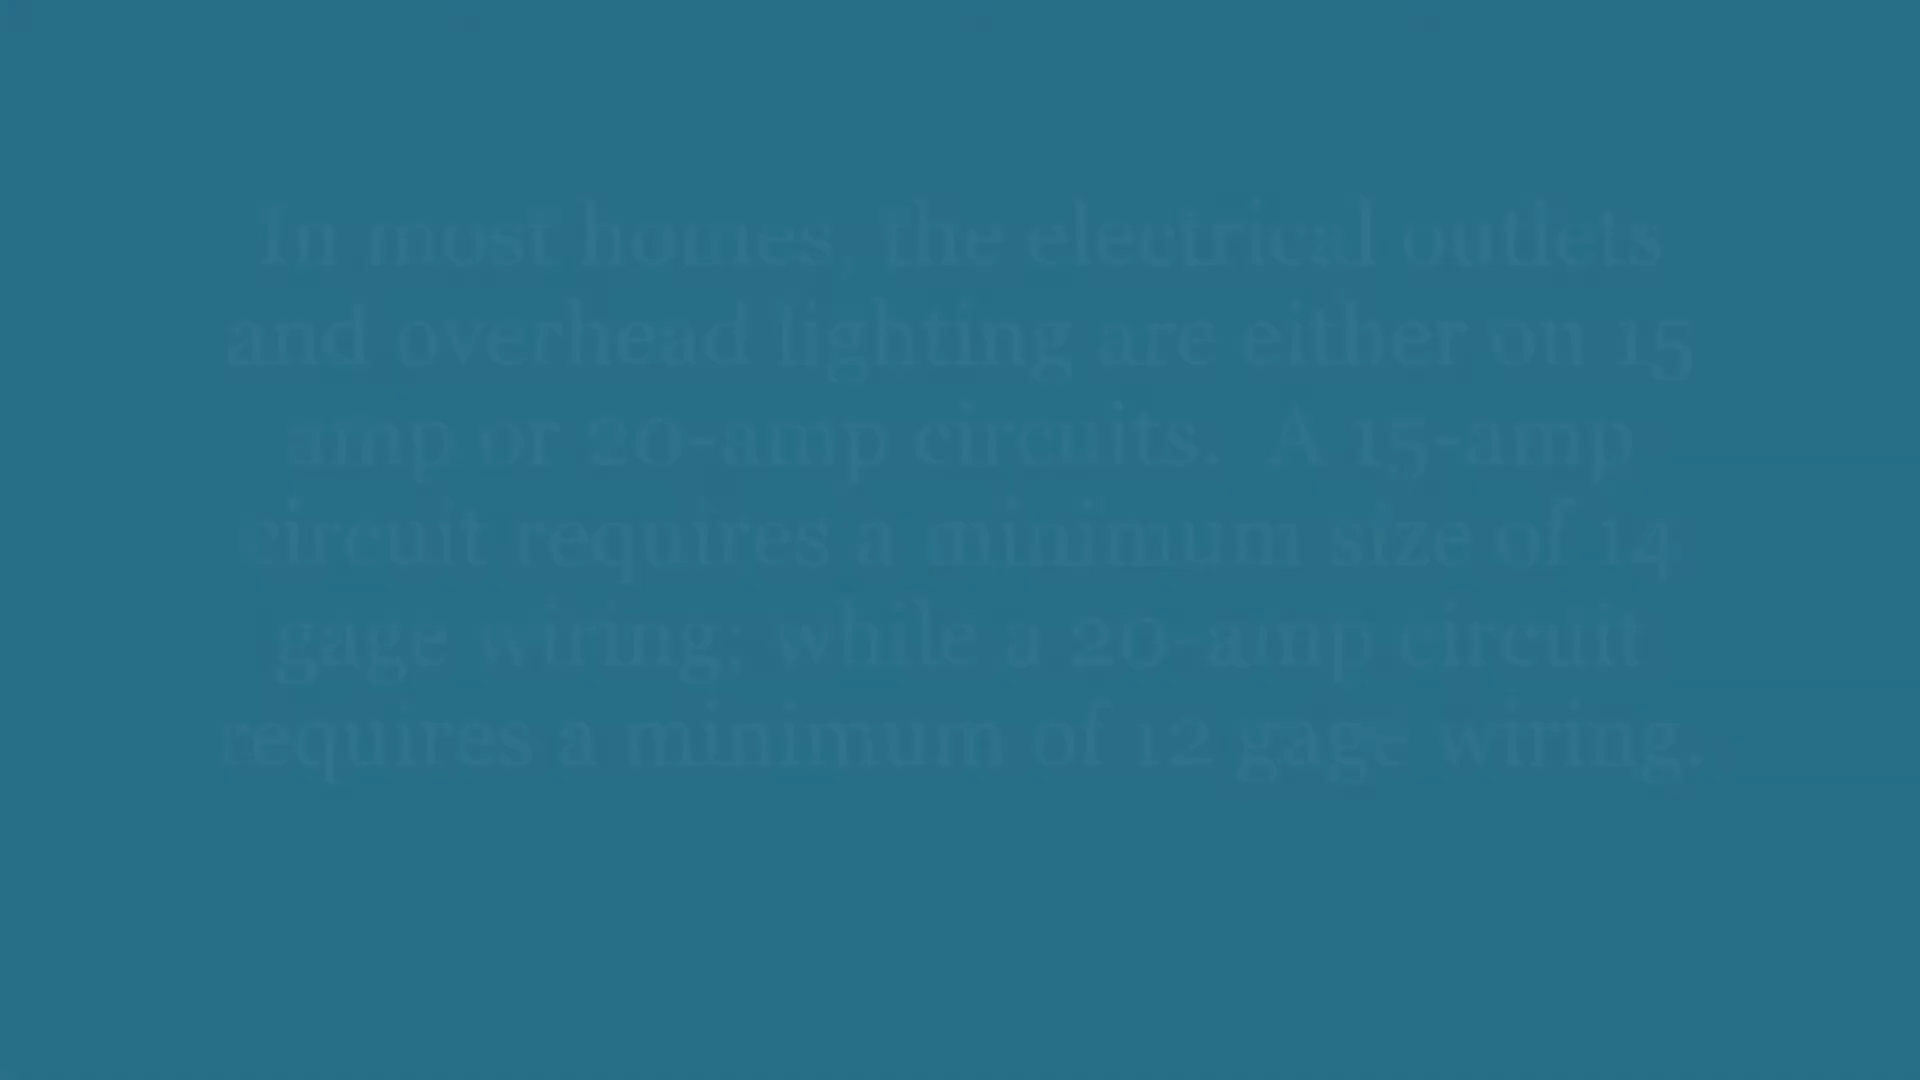 In most homes, the electrical outlets
and overhead lighting are either on 15
amp or 20-amp circuits.  A 15-amp
circuit requires a minimum size of 14
gage wiring; while a 20-amp circuit
requires a minimum of 12 gage wiring.